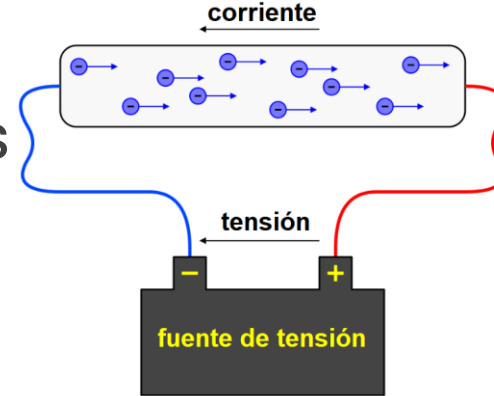 corriente
s
tensión
− +
fuente de tensión